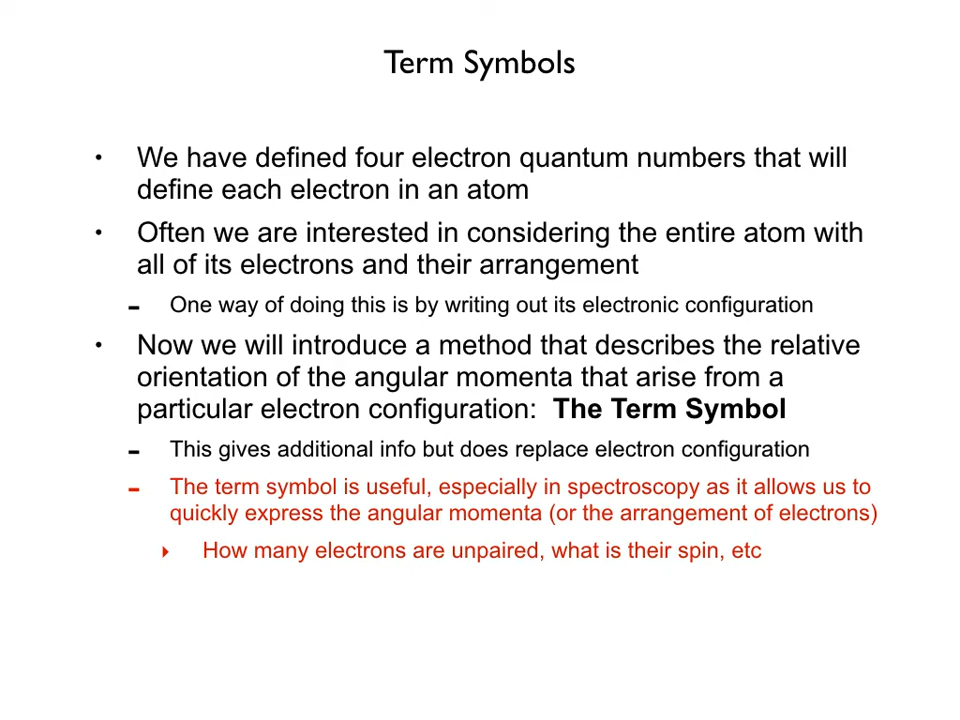 Term Symbols
• We have defined four electron quantum numbers that will
define each electron in an atom
• Often we are interested in considering the entire atom with
all of its electrons and their arrangement
- One way of doing this is by writing out its electronic configuration
• Now we will introduce a method that describes the relative
orientation of the angular momenta that arise from a
particular electron configuration: The Term Symbol
- This gives additional info but does replace electron configuration
- The term symbol is useful, especially in spectroscopy as it allows us to
quickly express the angular momenta (or the arrangement of electrons)
‣ How many electrons are unpaired, what is their spin, etc